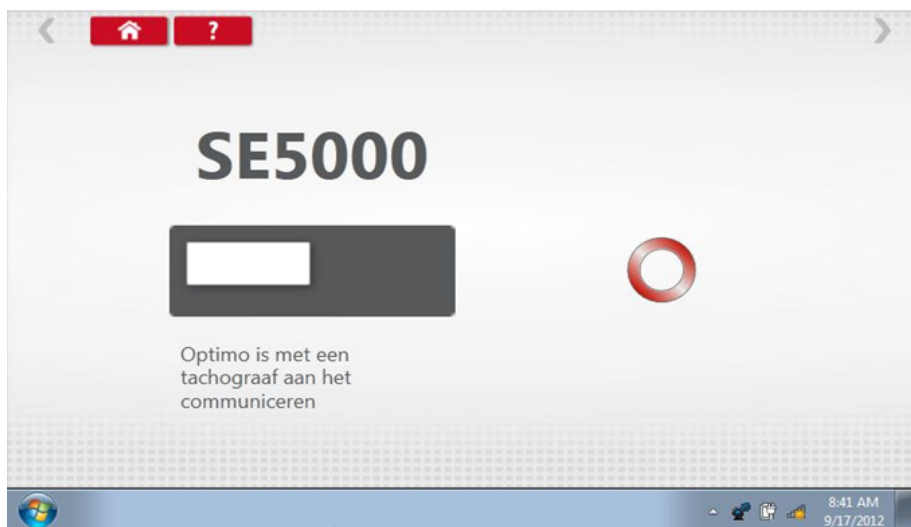 ?
SE5000
Optimo is met een
tachograaf aan het
communiceren
8:41 AM
9/17/2012